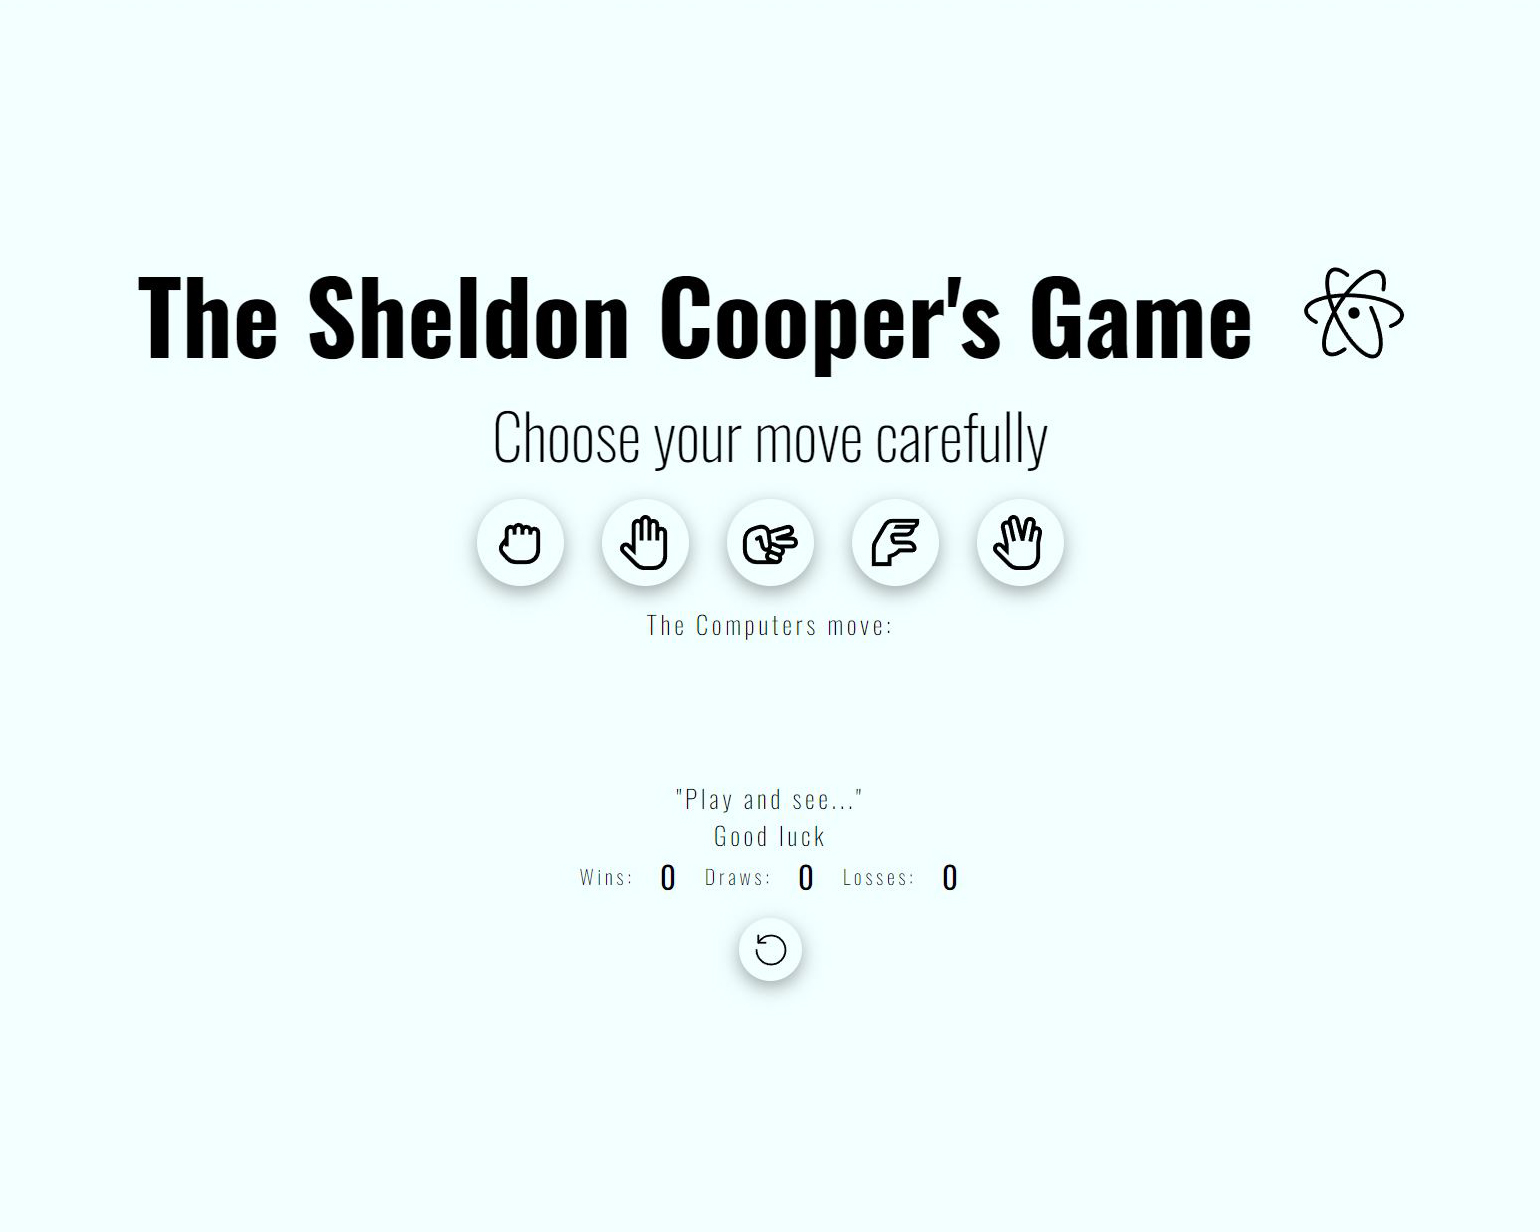 The Sheldon Cooper's Game
Choose your move carefully
The Computers move:
"Play and see..."
Good luck
Wins: 0 Draws: 0 Losses: 0